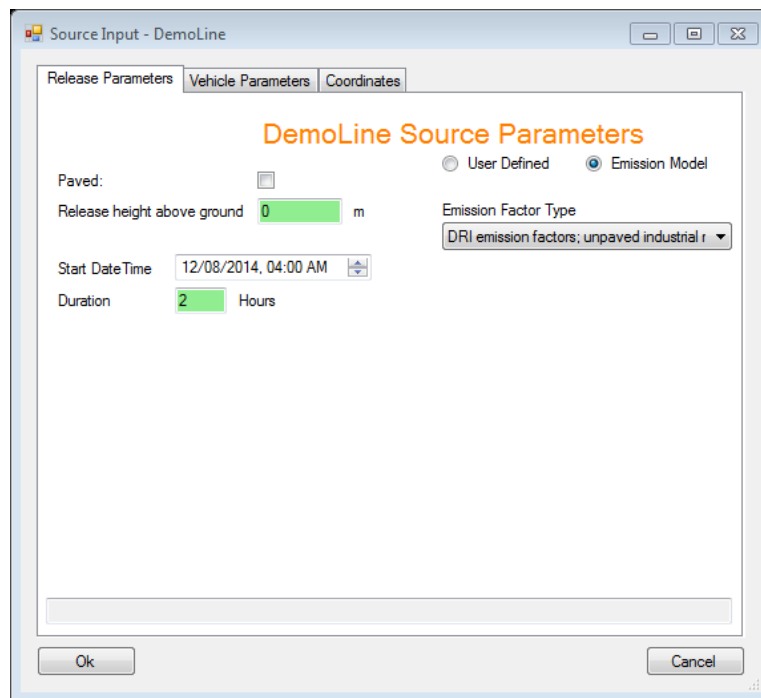 Source Input - DemoLine
Release Parameters Vehicle Parameters Coordinates
DemoLine Source Parameters
User Defined Emission Model
Paved:
Release height above ground 0 m
Emission Factor Type
DRI emission factors; unpaved industrial r
Start DateTime 12/08/2014, 04:00 AM
Duration 2 Hours
Ok Cancel